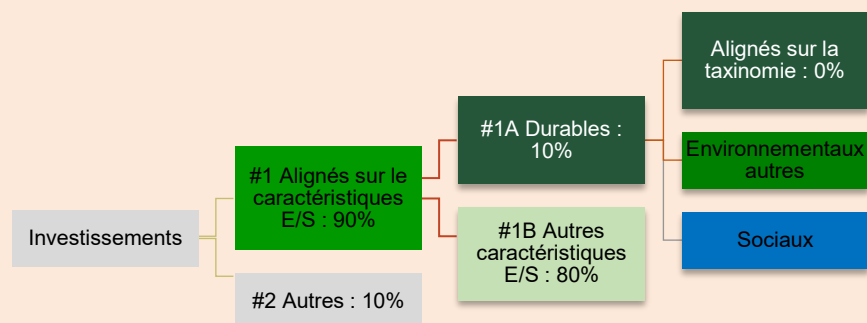 Investissements
#1 Alignés sur le
caractéristiques
E/S : 90%
#2 Autres : 10%
#1A Durables :
10%
#1B Autres
caractéristiques
E/S : 80%
Alignés sur la
taxinomie : 0%
Environnementaux
autres
Sociaux